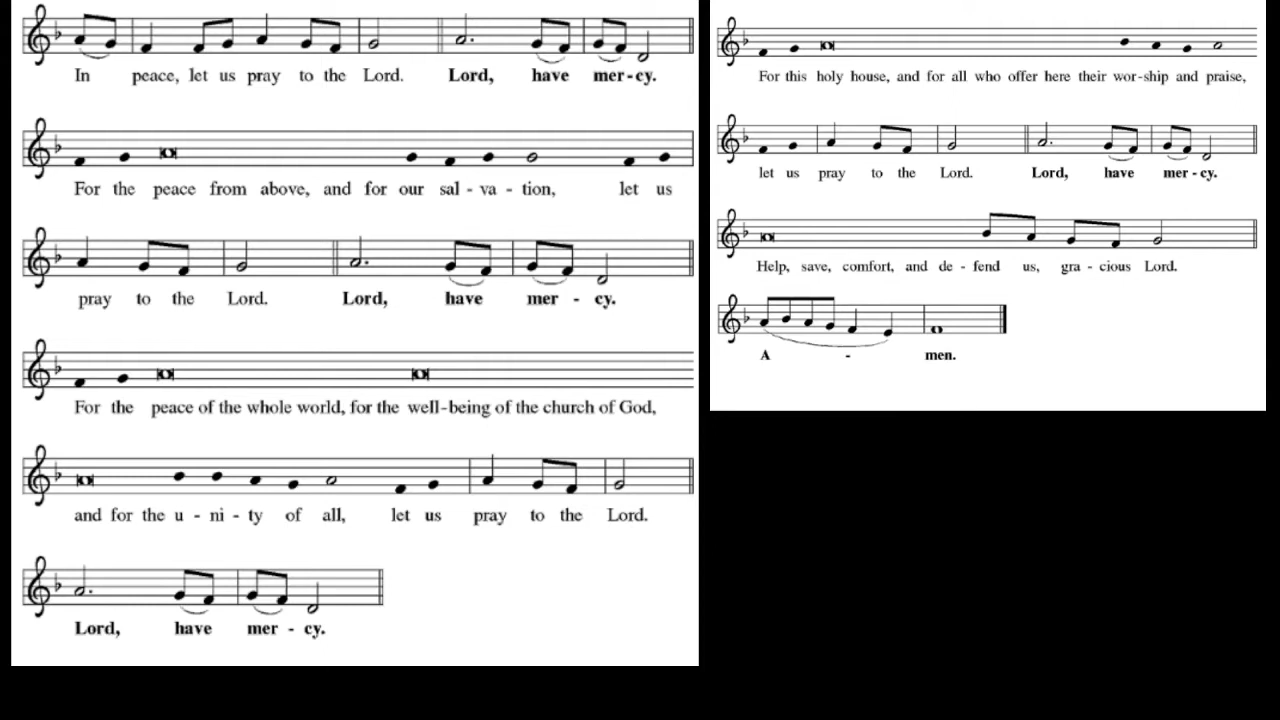 In peace, let us pray to the Lord. Lord, have mer-cy.
For the peace from above, and for our sal - va - tion, let us
pray to the Lord. Lord, have mer - cy.
For the peace of the whole world, for the well-being of the church of God,
and for the u - ni - ty of all, let us pray to the Lord.
Lord, have mer - cy.
For this holy house, and for all who offer here their wor-ship and praise,
let us pray to the Lord. Lord, have mer - cy.
Help, save, comfort, and de - fend us, gra - cious Lord.
A - men.